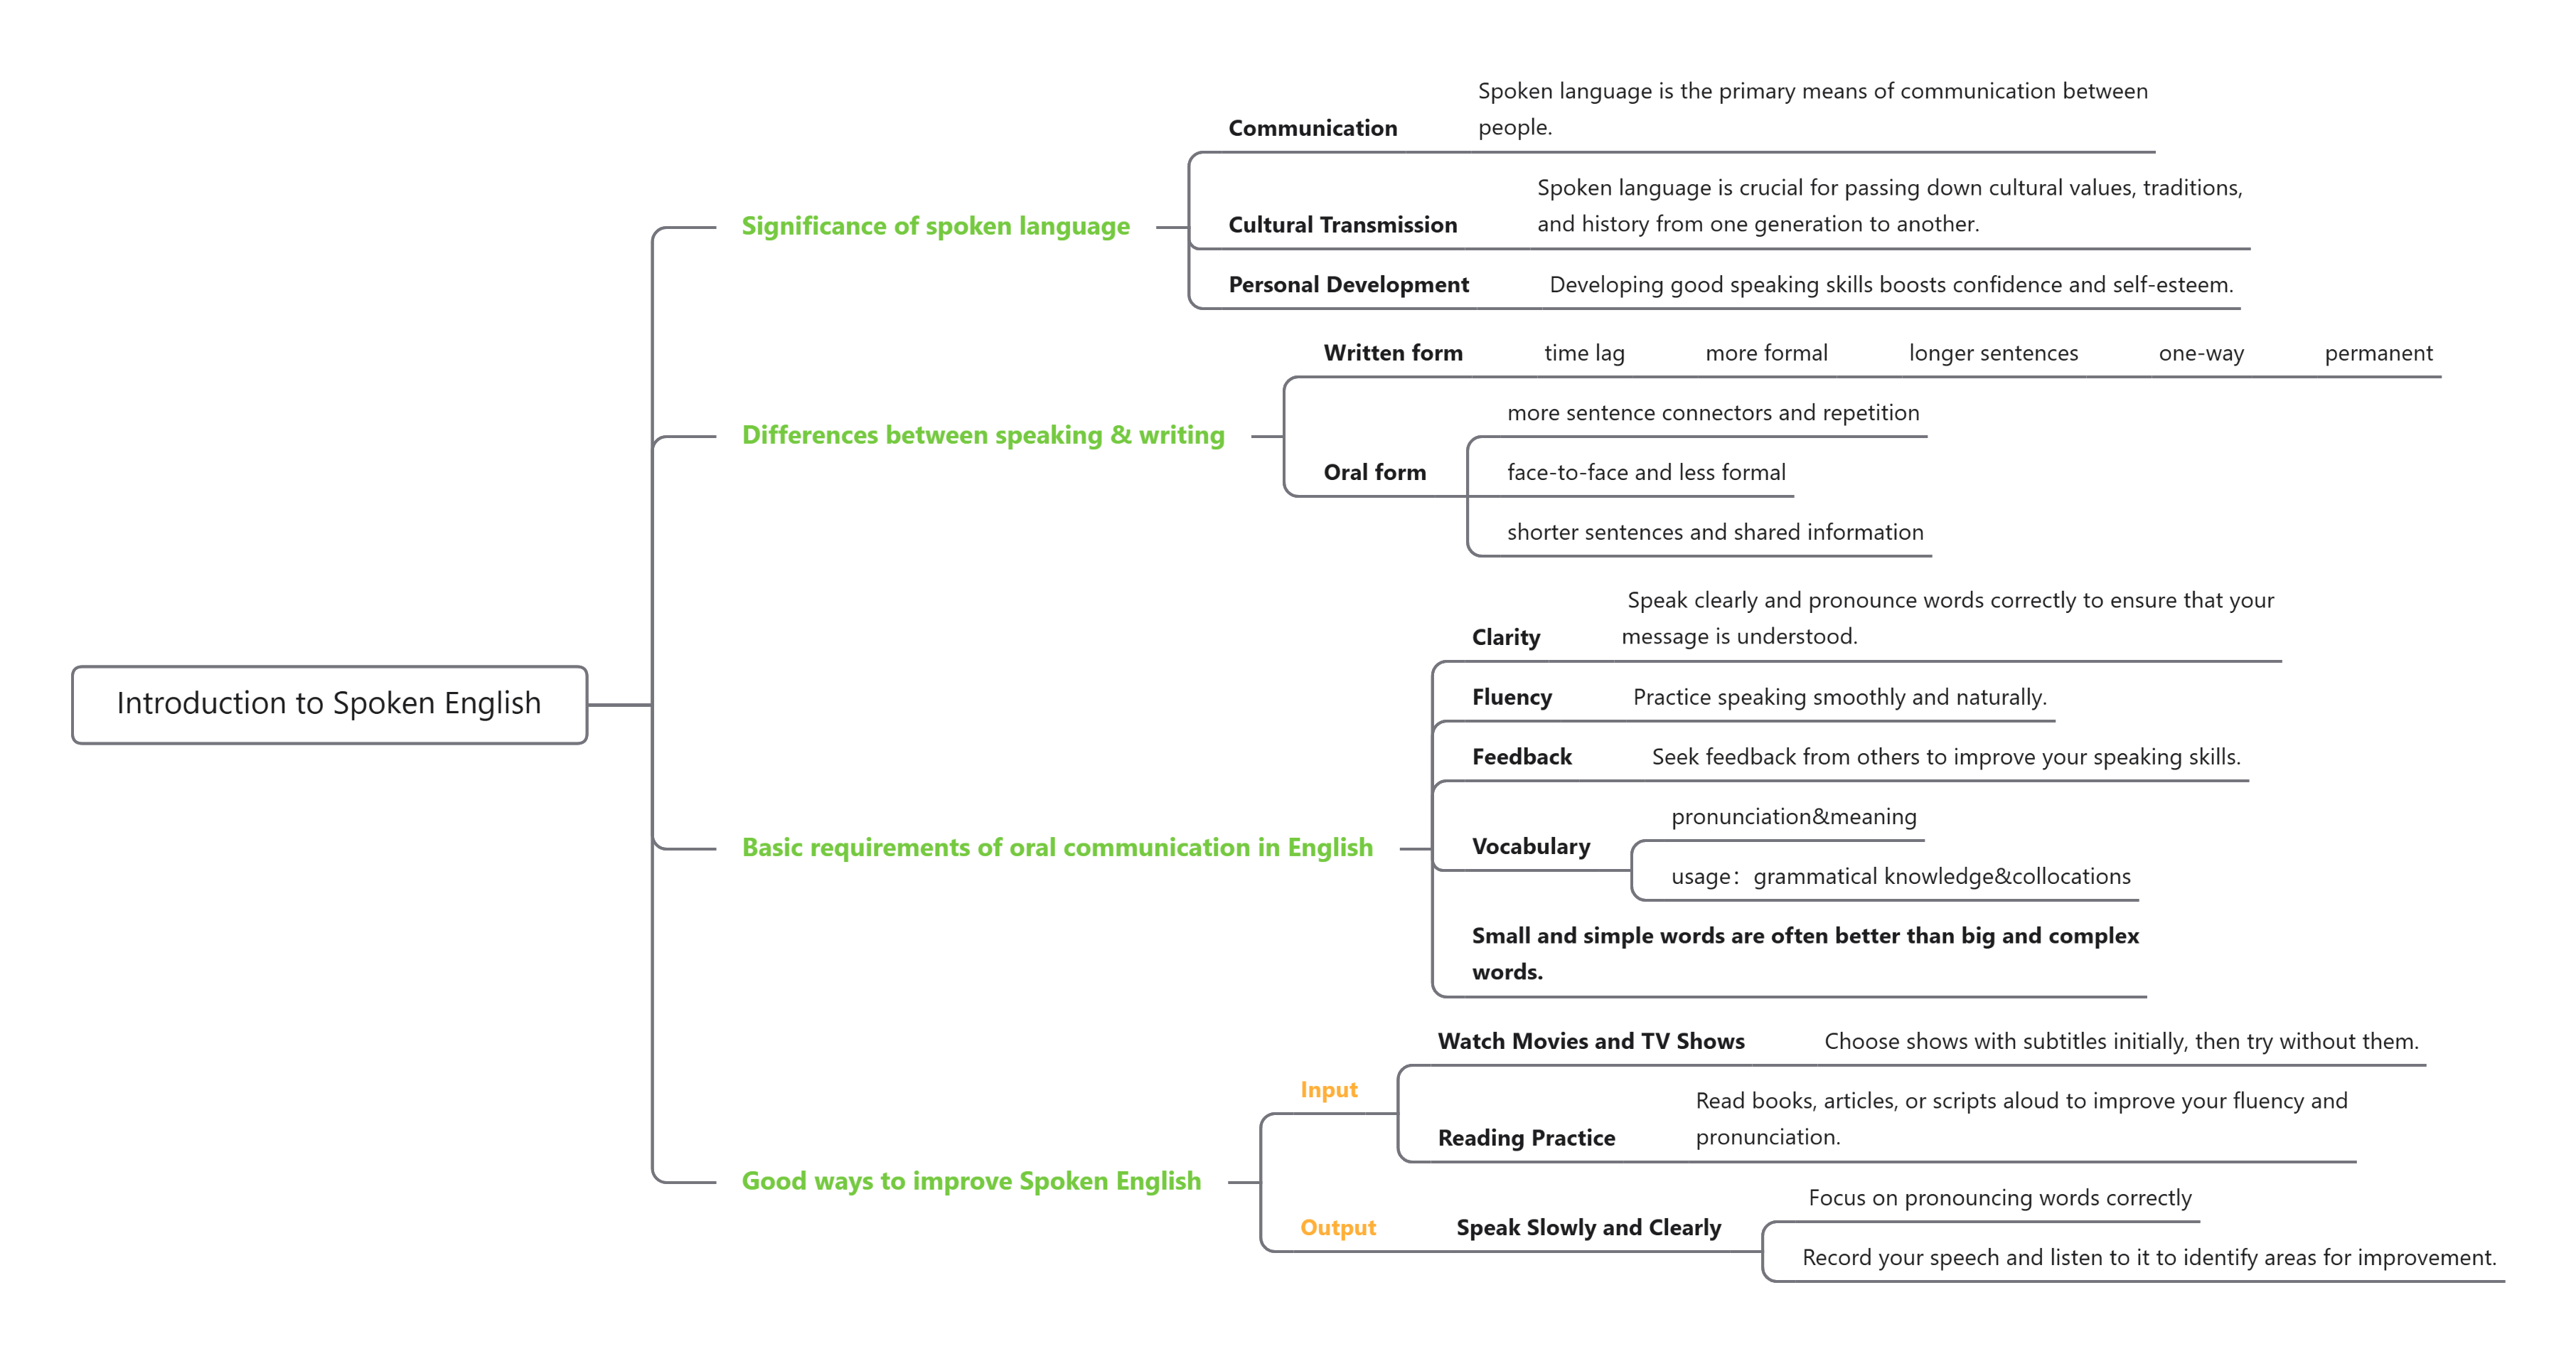 Introduction to Spoken English
Significance of spoken language
Communication
Spoken language is the primary means of communication between
people.
Cultural Transmission
Spoken language is crucial for passing down cultural values, traditions,
and history from one generation to another.
Personal Development
Developing good speaking skills boosts confidence and self-esteem.
Differences between speaking & writing
Written form
time lag
more formal
longer sentences
one-way
permanent
Oral form
more sentence connectors and repetition
face-to-face and less formal
shorter sentences and shared information
Basic requirements of oral communication in English
Clarity
Speak clearly and pronounce words correctly to ensure that your
message is understood.
Fluency
Practice speaking smoothly and naturally.
Feedback
Seek feedback from others to improve your speaking skills.
Vocabulary
pronunciation&meaning
usage：grammatical knowledge&collocations
Small and simple words are often better than big and complex
words.
Good ways to improve Spoken English
Input
Watch Movies and TV Shows
Choose shows with subtitles initially, then try without them.
Reading Practice
Read books, articles, or scripts aloud to improve your fluency and
pronunciation.
Output
Speak Slowly and Clearly
Focus on pronouncing words correctly
Record your speech and listen to it to identify areas for improvement.